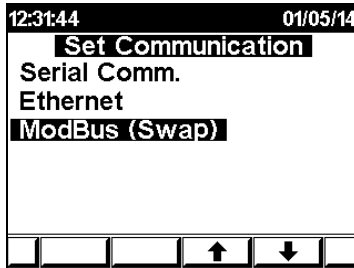 12:31:44 01/05/14
Set Communication
Serial Comm.
Ethernet
ModBus (Swap)